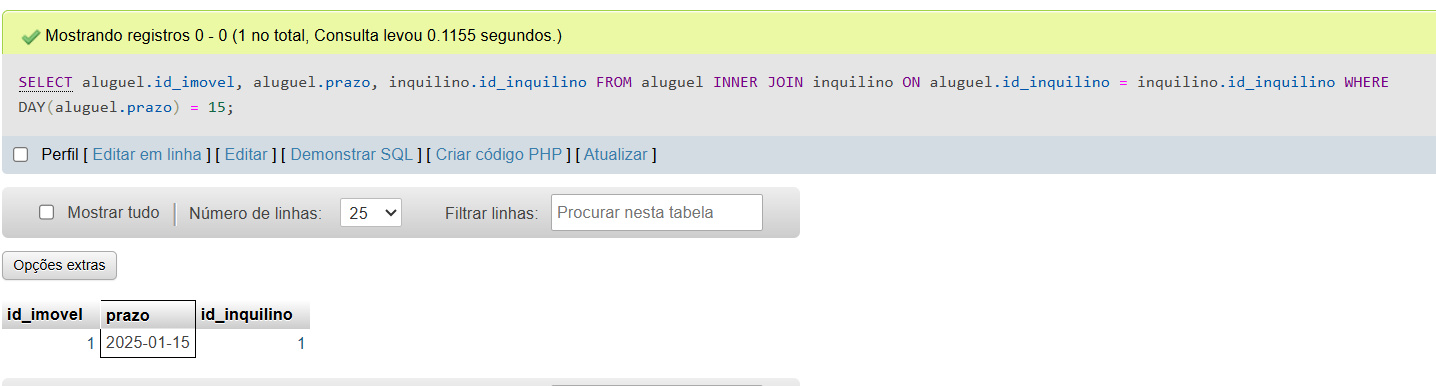 Mostrando registros 0 - 0 (1 no total, Consulta levou 0.1155 segundos.)
SELECT aluguel.id_imovel, aluguel.prazo, inquilino.id_inquilino FROM aluguel INNER JOIN inquilino ON aluguel.id_inquilino = inquilino.id_inquilino WHERE
DAY(aluguel.prazo) = 15;
Perfil [ Editar em linha ] [ Editar ] [ Demonstrar SQL ] [ Criar código PHP ] [ Atualizar ]
Mostrar tudo Número de linhas: 25 Filtrar linhas: Procurar nesta tabela
Opções extras
id_imovel prazo id_inquilino
1 2025-01-15 1